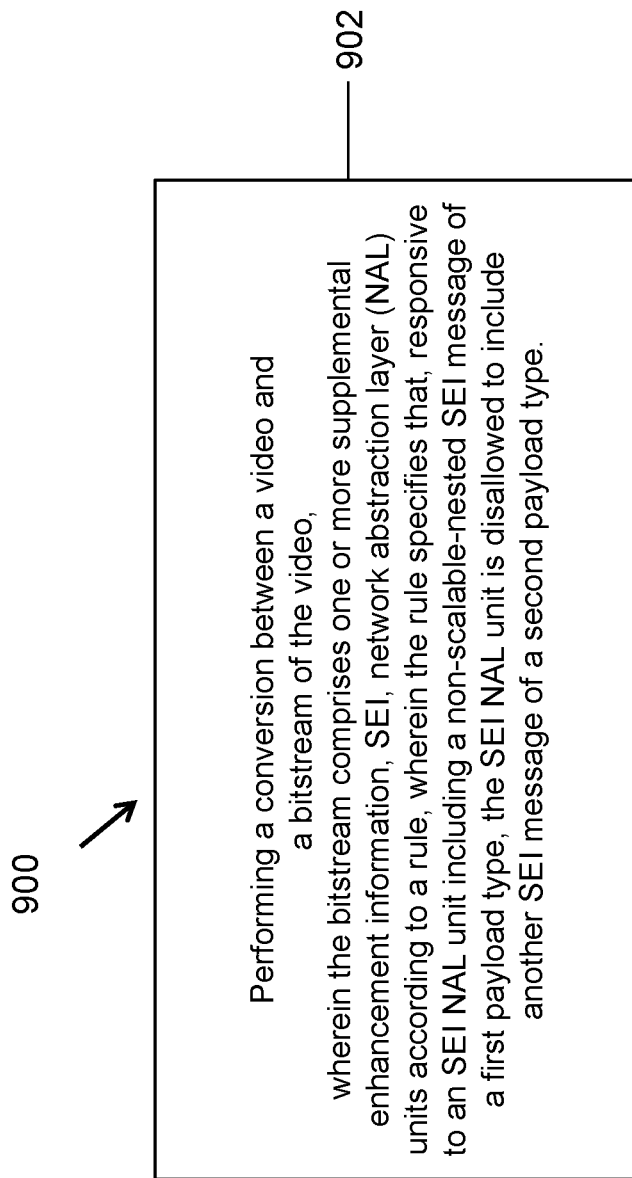 900
Performing a conversion between a video and
a bitstream of the video,
wherein the bitstream comprises one or more supplemental
enhancement information, SEI, network abstraction layer (NAL)
units according to a rule, wherein the rule specifies that, responsive
to an SEI NAL unit including a non-scalable-nested SEI message of
a first payload type, the SEI NAL unit is disallowed to include
another SEI message of a second payload type.
902